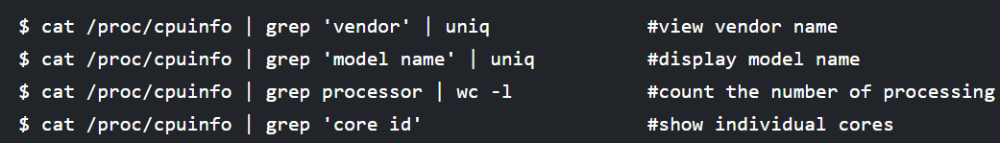 $ cat /proc/cpuinfo | grep 'vendor' | uniq #view vendor name
$ cat /proc/cpuinfo | grep 'model name' | uniq #display model name
$ cat /proc/cpuinfo | grep processor | wc -l #count the number of processing
$ cat /proc/cpuinfo | grep 'core id' #show individual cores